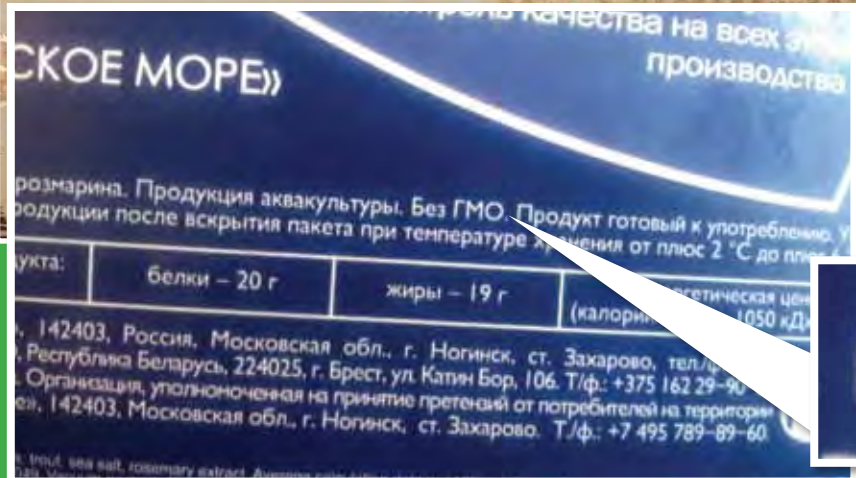 качества на всех
производства
СКОЕ МОРЕ»
розмарина. Продукция аквакультуры. Без ГМО. Продукт готовый к употреблению. У
родукции после вскрытия пакета при температуре хранения от плюс 2 °С до
укта:
белки – 20 г
жиры – 19 г
(калори 1050 кДж
142403, Россия, Московская обл., г. Ногинск, ст. Захарово,
Республика Беларусь, 224025, г. Брест, ул. Катин Бор, 106. Т/ф.: +375 162 29-90
Организация, уполномоченная на принятие претензий от потребителей на территории
142403, Московская обл., г. Ногинск, ст. Захарово. Т./ф.: +7 495 789-89-60.
trout, sea salt, rosemary extract.